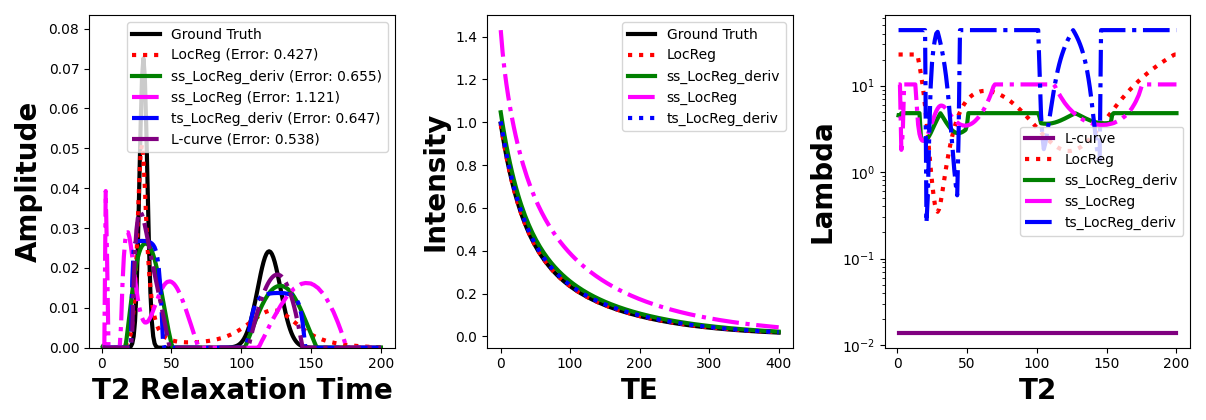 Amplitude
0.08
0.07
0.06
0.05
0.04
0.03
0.02
0.01
0.00
0
50
100
150
200
T2 Relaxation Time
Ground Truth
LocReg (Error: 0.427)
ss_LocReg_deriv (Error: 0.655)
ss_LocReg (Error: 1.121)
ts_LocReg_deriv (Error: 0.647)
L-curve (Error: 0.538)
Intensity
1.4
1.2
1.0
0.8
0.6
0.4
0.2
0.0
0
100
200
300
400
TE
Ground Truth
LocReg
ss_LocReg_deriv
ss_LocReg
ts_LocReg_deriv
Lambda
10¹
10⁰
10⁻¹
10⁻²
0
50
100
150
200
T2
L-curve
LocReg
ss_LocReg_deriv
ss_LocReg
ts_LocReg_deriv